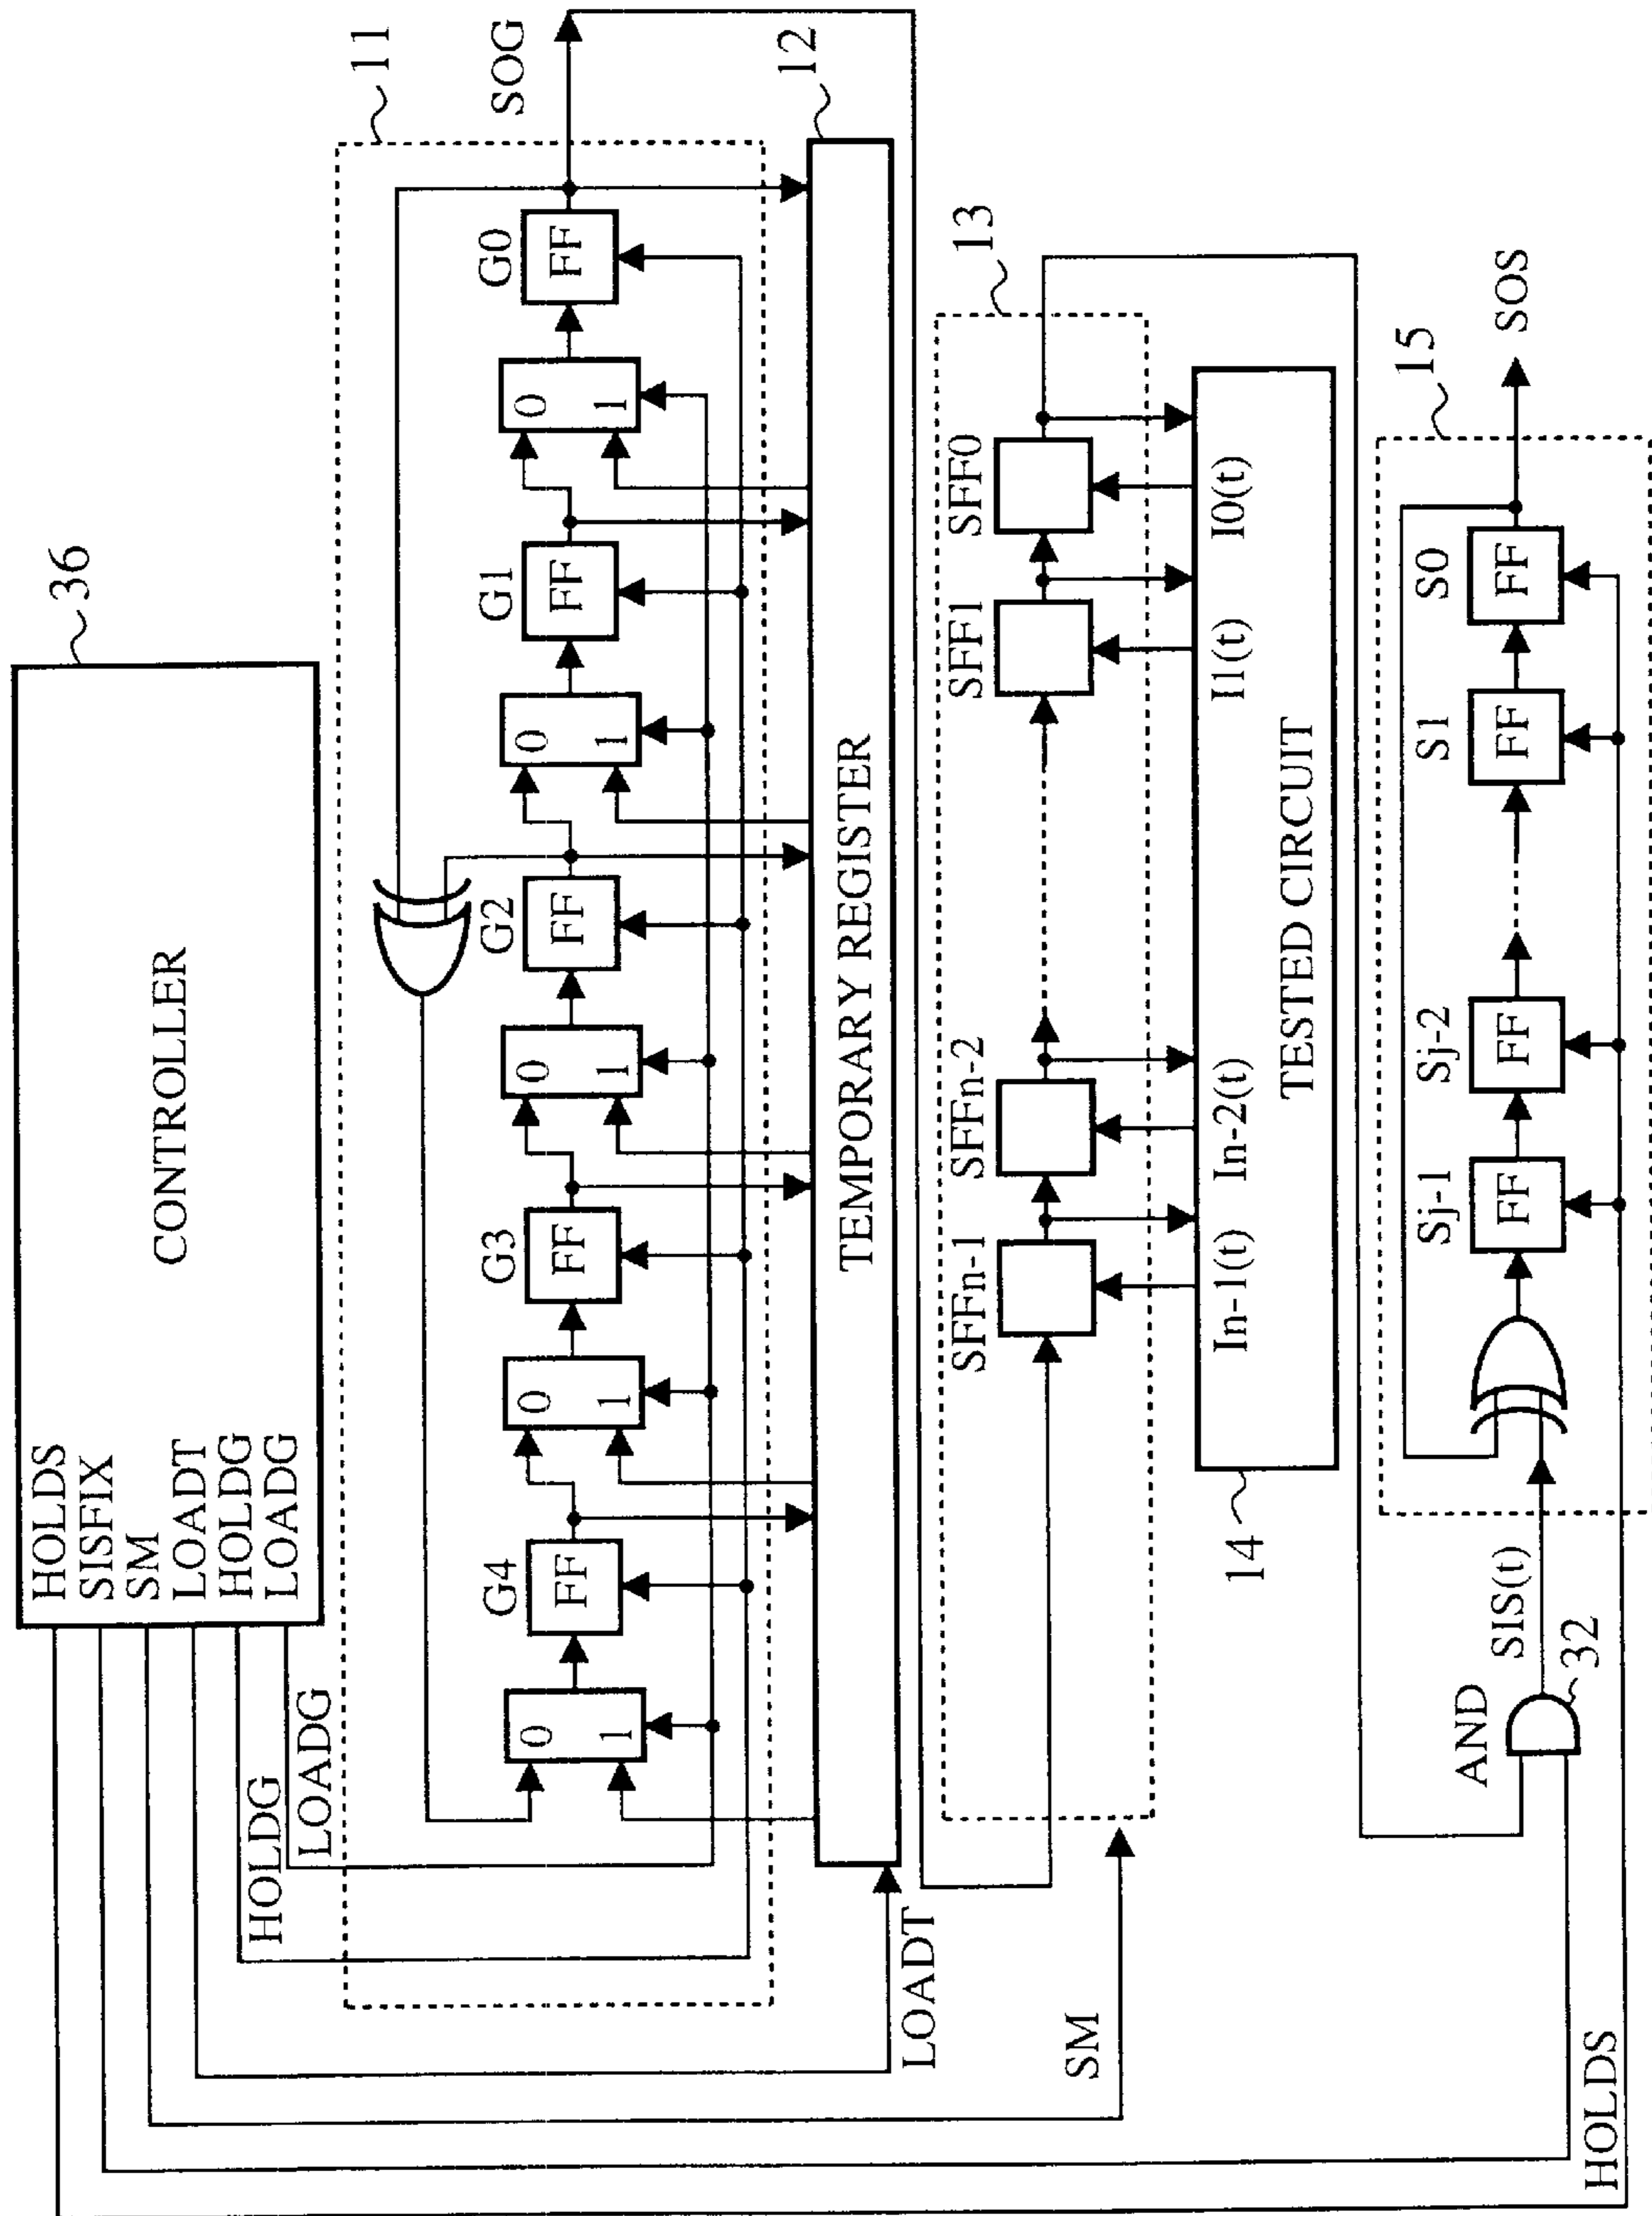 36
CONTROLLER
HOLDS
SISFIX
SM
LOADT
HOLDG
LOADG
HOLDG
LOADG
11
G4
G3
G2
G1
G0
SOG
0
1
FF
0
1
FF
0
1
FF
0
1
FF
0
1
FF
12
TEMPORARY REGISTER
LOADT
13
SFFn-1
SFFn-2
SFF1
SFF0
SM
In-1(t)
In-2(t)
I1(t)
I0(t)
TESTED CIRCUIT
14
15
AND
SIS(t)
32
Sj-1
Sj-2
S1
S0
SOS
FF
FF
FF
FF
HOLDS